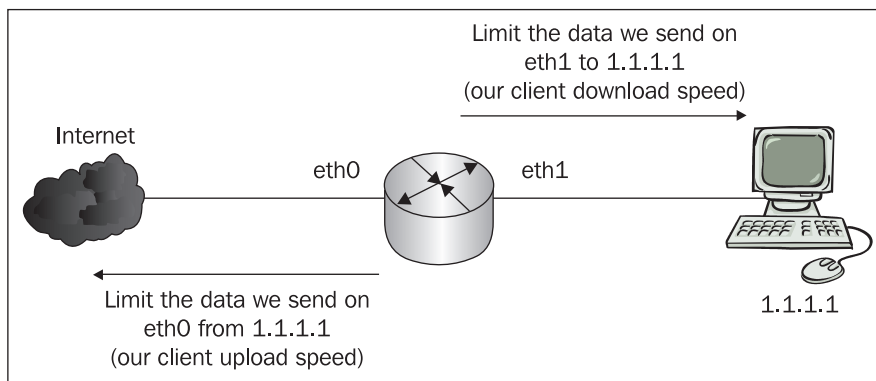 Limit the data we send on
eth1 to 1.1.1.1
(our client download speed)
Internet
eth0
eth1
Limit the data we send on
eth0 from 1.1.1.1
(our client upload speed)
1.1.1.1